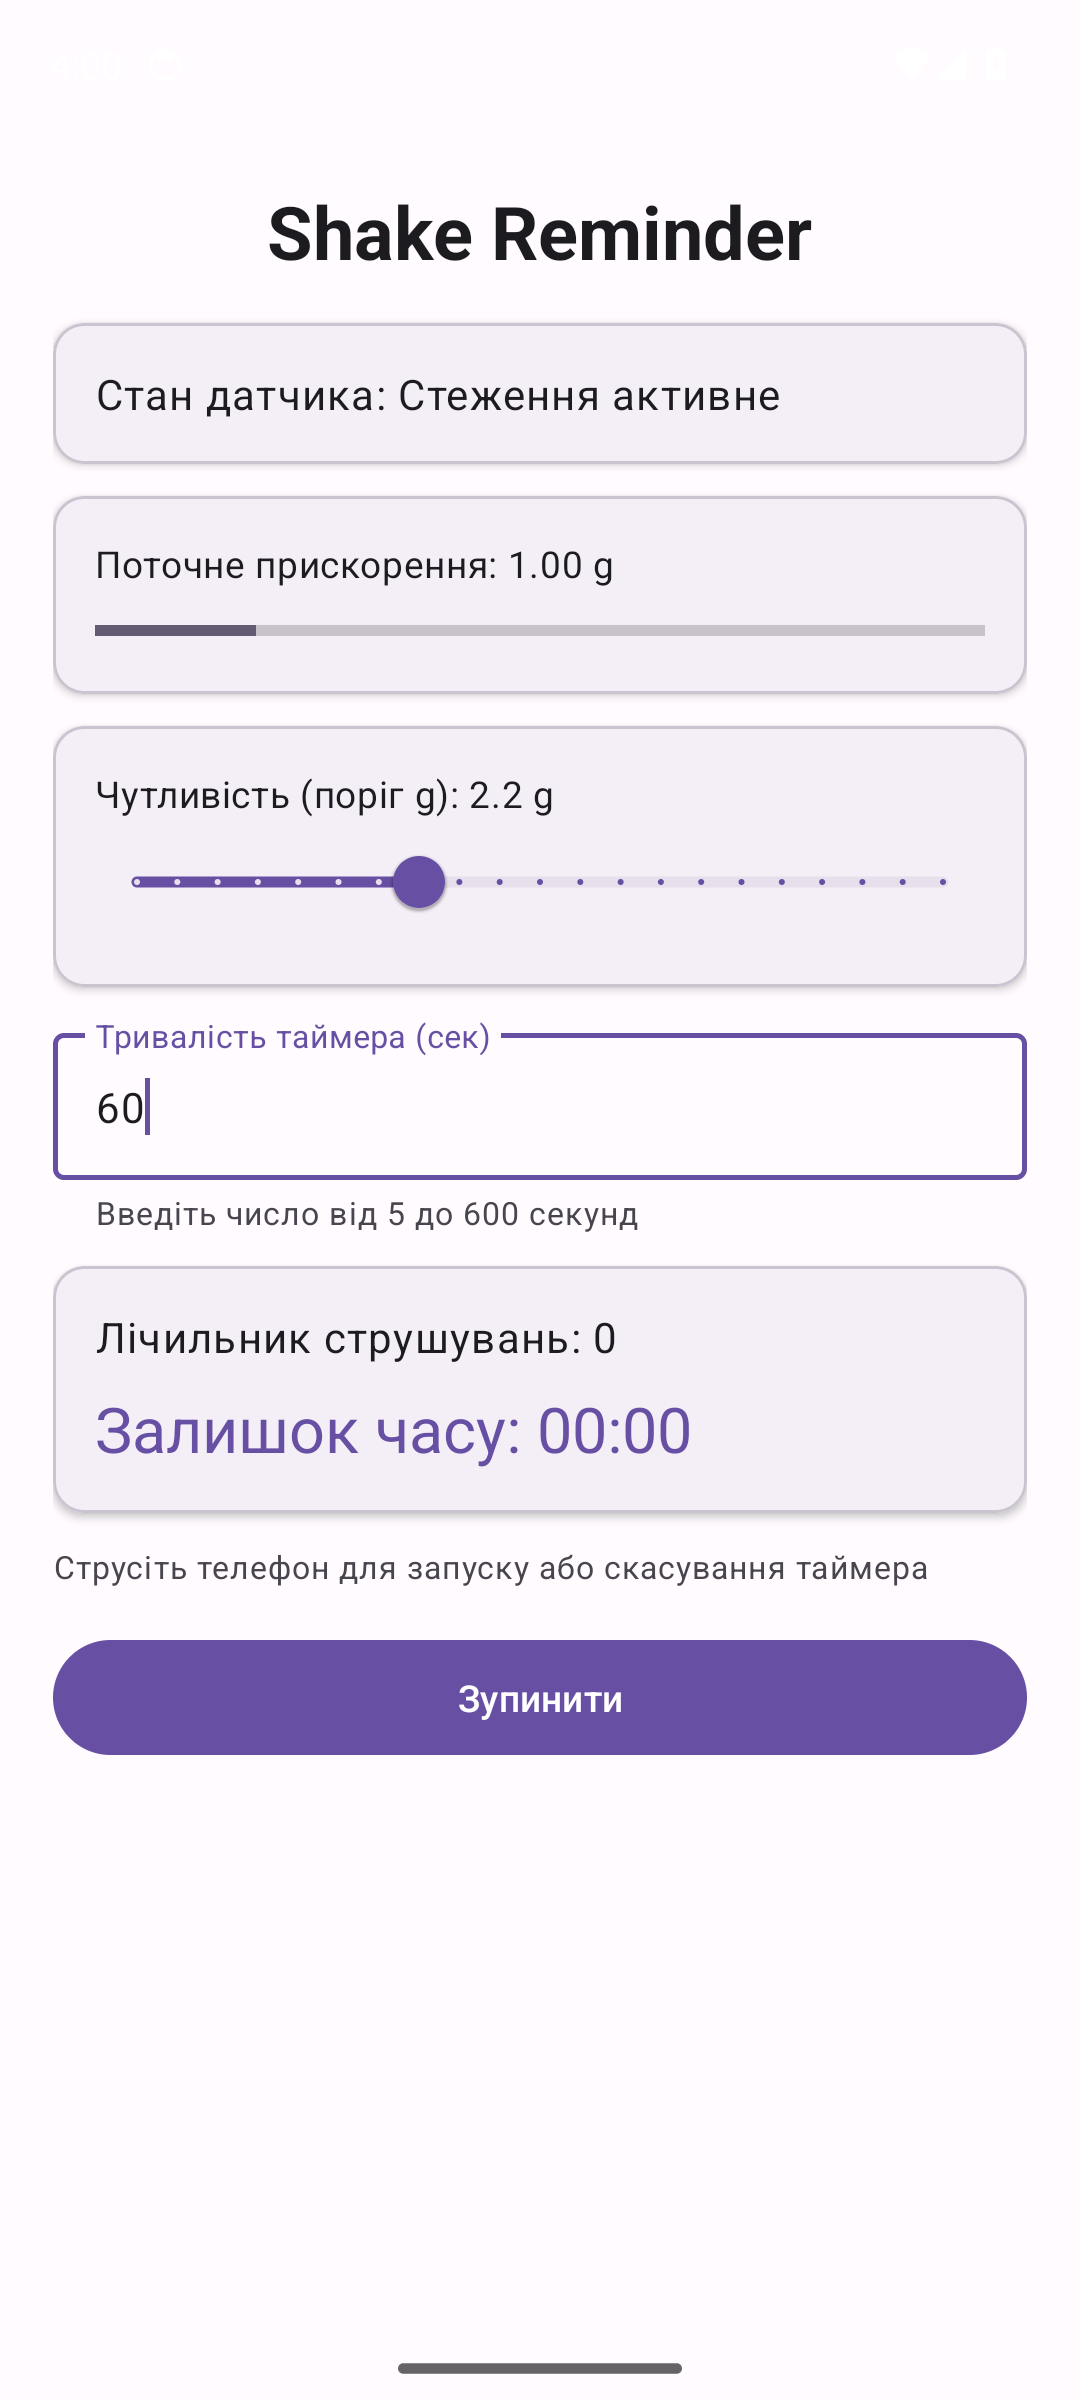 Shake Reminder
Стан датчика: Стеження активне
Поточне прискорення: 1.00 g
Чутливість (поріг g): 2.2 g
Тривалість таймера (сек)
60
Введіть число від 5 до 600 секунд
Лічильник струшувань: 0
Залишок часу: 00:00
Струсіть телефон для запуску або скасування таймера
Зупинити